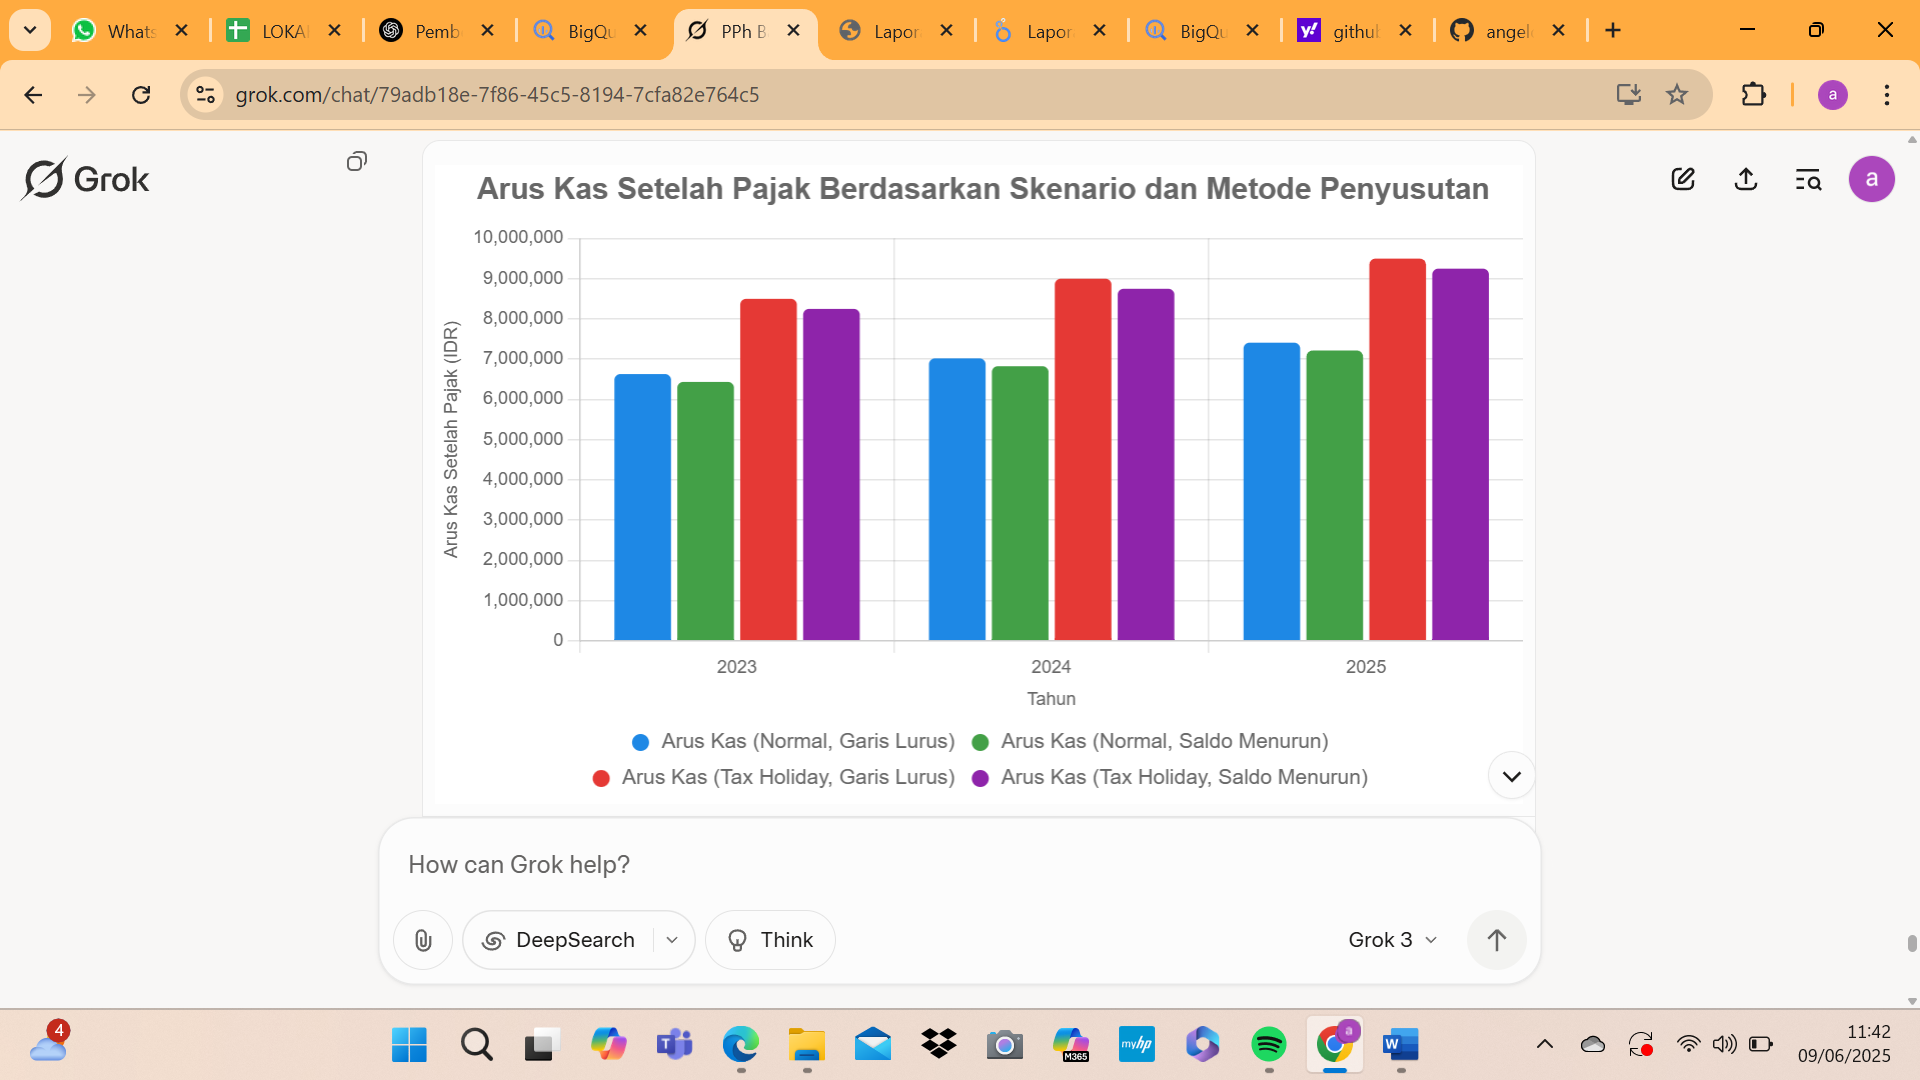 Whats
LOKA
Pemb
BigQu
PPh B
Lapor
Lapor
BigQu
githu
angel
grok.com/chat/79adb18e-7f86-45c5-8194-7cfa82e764c5
a
Grok
a
Arus Kas Setelah Pajak Berdasarkan Skenario dan Metode Penyusutan
Arus Kas Setelah Pajak (IDR)
10,000,000
9,000,000
8,000,000
7,000,000
6,000,000
5,000,000
4,000,000
3,000,000
2,000,000
1,000,000
0
2023 2024 2025
Tahun
Arus Kas (Normal, Garis Lurus) Arus Kas (Normal, Saldo Menurun)
Arus Kas (Tax Holiday, Garis Lurus) Arus Kas (Tax Holiday, Saldo Menurun)
How can Grok help?
DeepSearch Think Grok 3
4
T
M365
myhp
a
W
11:42
09/06/2025